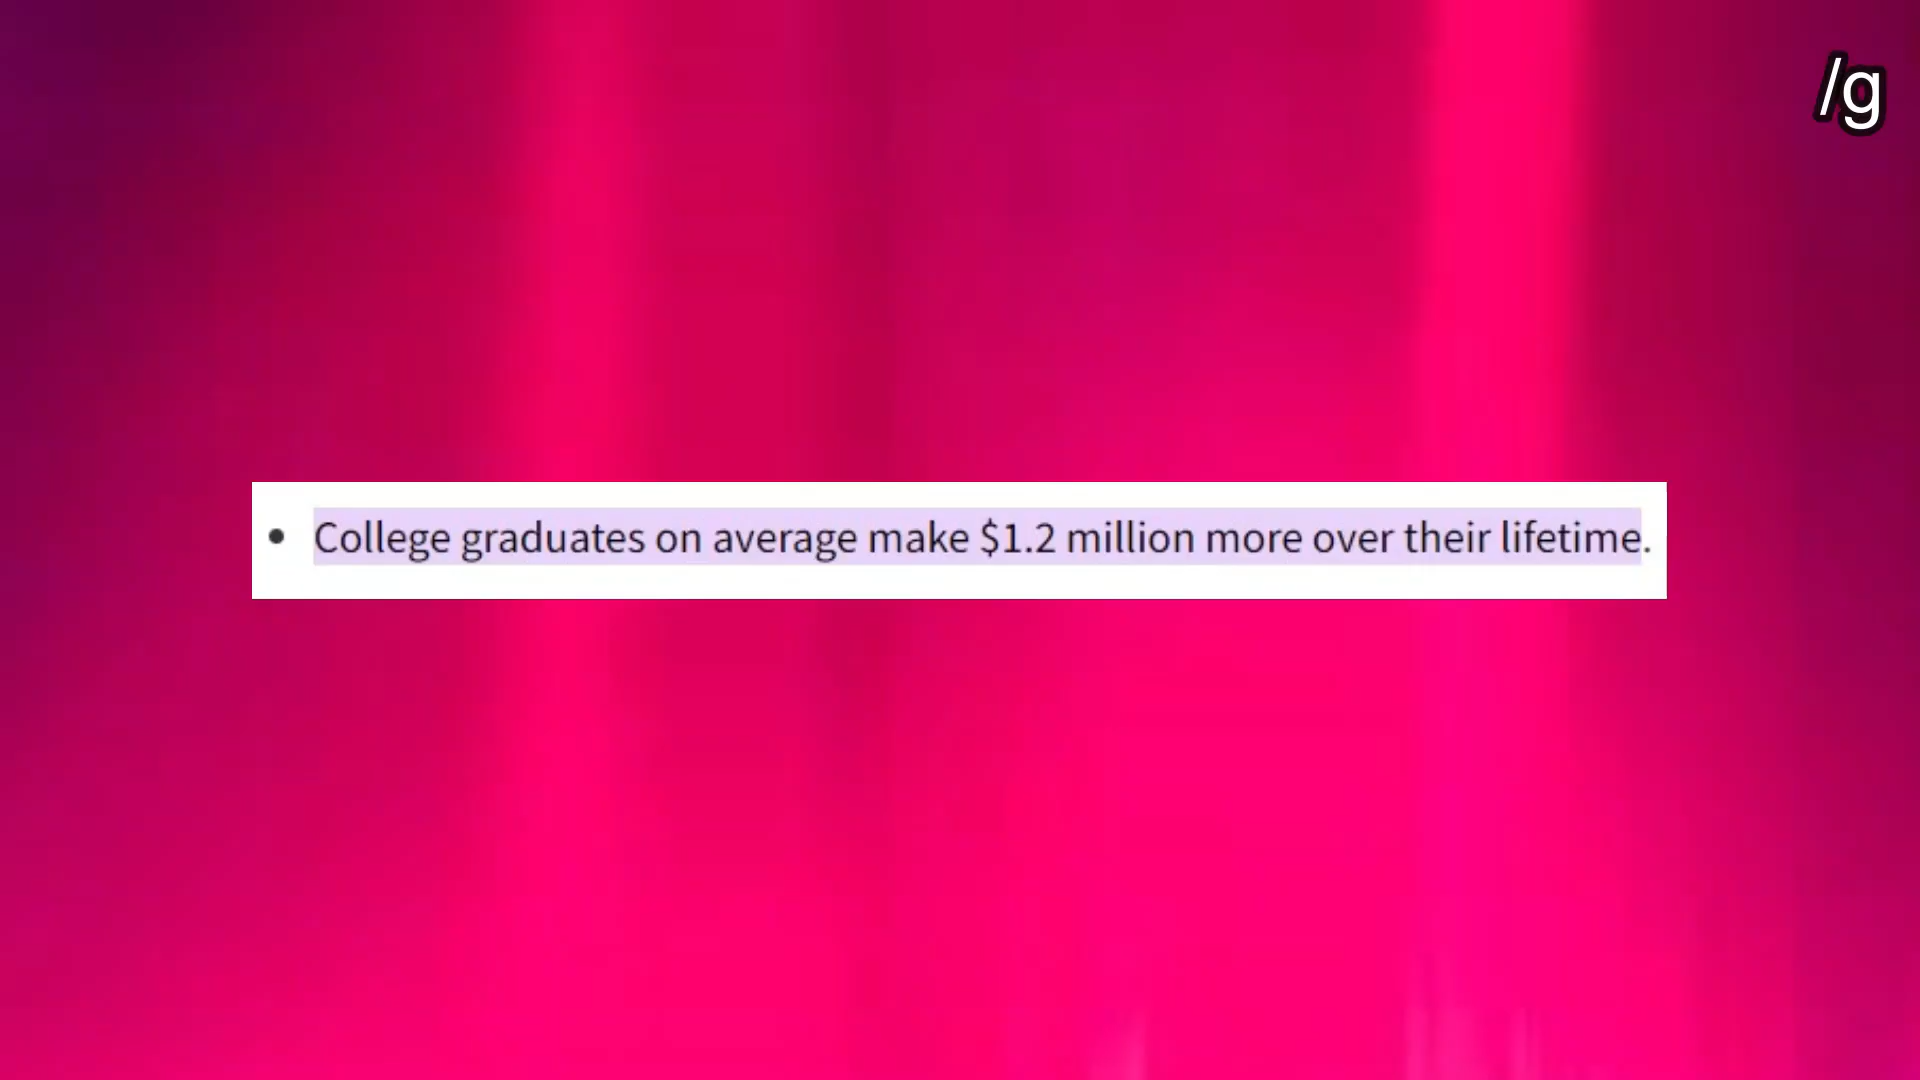 /g
• College graduates on average make $1.2 million more over their lifetime.